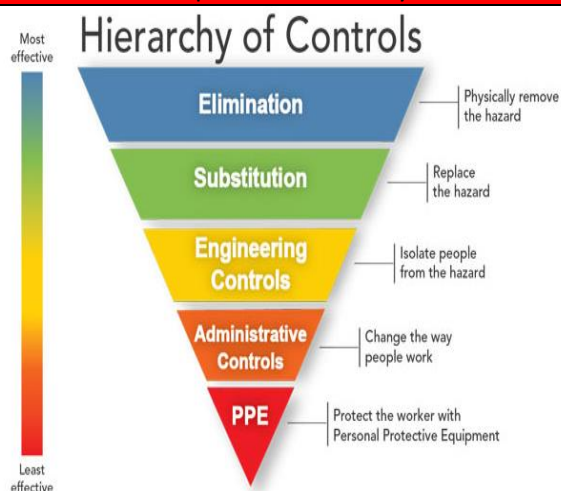 Hierarchy of Controls
Most
effective
Elimination
Physically remove
the hazard
Substitution
Replace
the hazard
Engineering
Controls
Isolate people
from the hazard
Administrative
Controls
Change the way
people work
PPE
Protect the worker with
Personal Protective Equipment
Least
effective